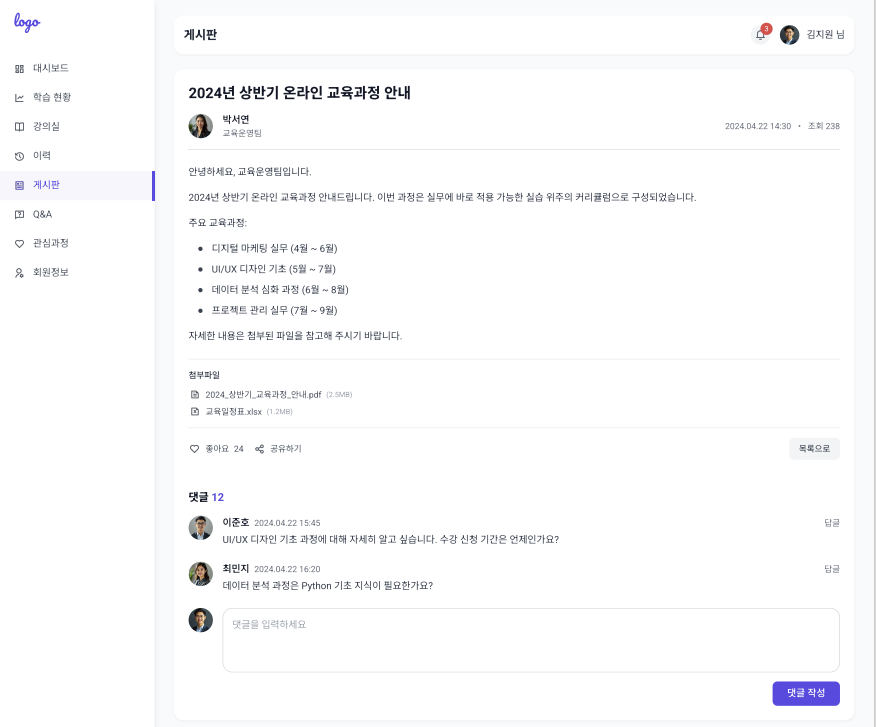 logo
대시보드
학습 현황
강의실
이력
게시판
Q&A
관심과정
회원정보
게시판
3
김지원 님
2024년 상반기 온라인 교육과정 안내
박서연
교육운영팀
2024.04.22 14:30 • 조회 238
안녕하세요, 교육운영팀입니다.
2024년 상반기 온라인 교육과정 안내드립니다. 이번 과정은 실무에 바로 적용 가능한 실습 위주의 커리큘럼으로 구성되었습니다.
주요 교육과정:
• 디지털 마케팅 실무 (4월 ~ 6월)
• UI/UX 디자인 기초 (5월 ~ 7월)
• 데이터 분석 심화 과정 (6월 ~ 8월)
• 프로젝트 관리 실무 (7월 ~ 9월)
자세한 내용은 첨부된 파일을 참고해 주시기 바랍니다.
첨부파일
2024_상반기_교육과정_안내.pdf (2.5MB)
교육일정표.xlsx (1.2MB)
좋아요 24 공유하기
목록으로
댓글 12
이준호 2024.04.22 15:45
답글
UI/UX 디자인 기초 과정에 대해 자세히 알고 싶습니다. 수강 신청 기간은 언제인가요?
최민지 2024.04.22 16:20
답글
데이터 분석 과정은 Python 기초 지식이 필요한가요?
댓글을 입력하세요
댓글 작성